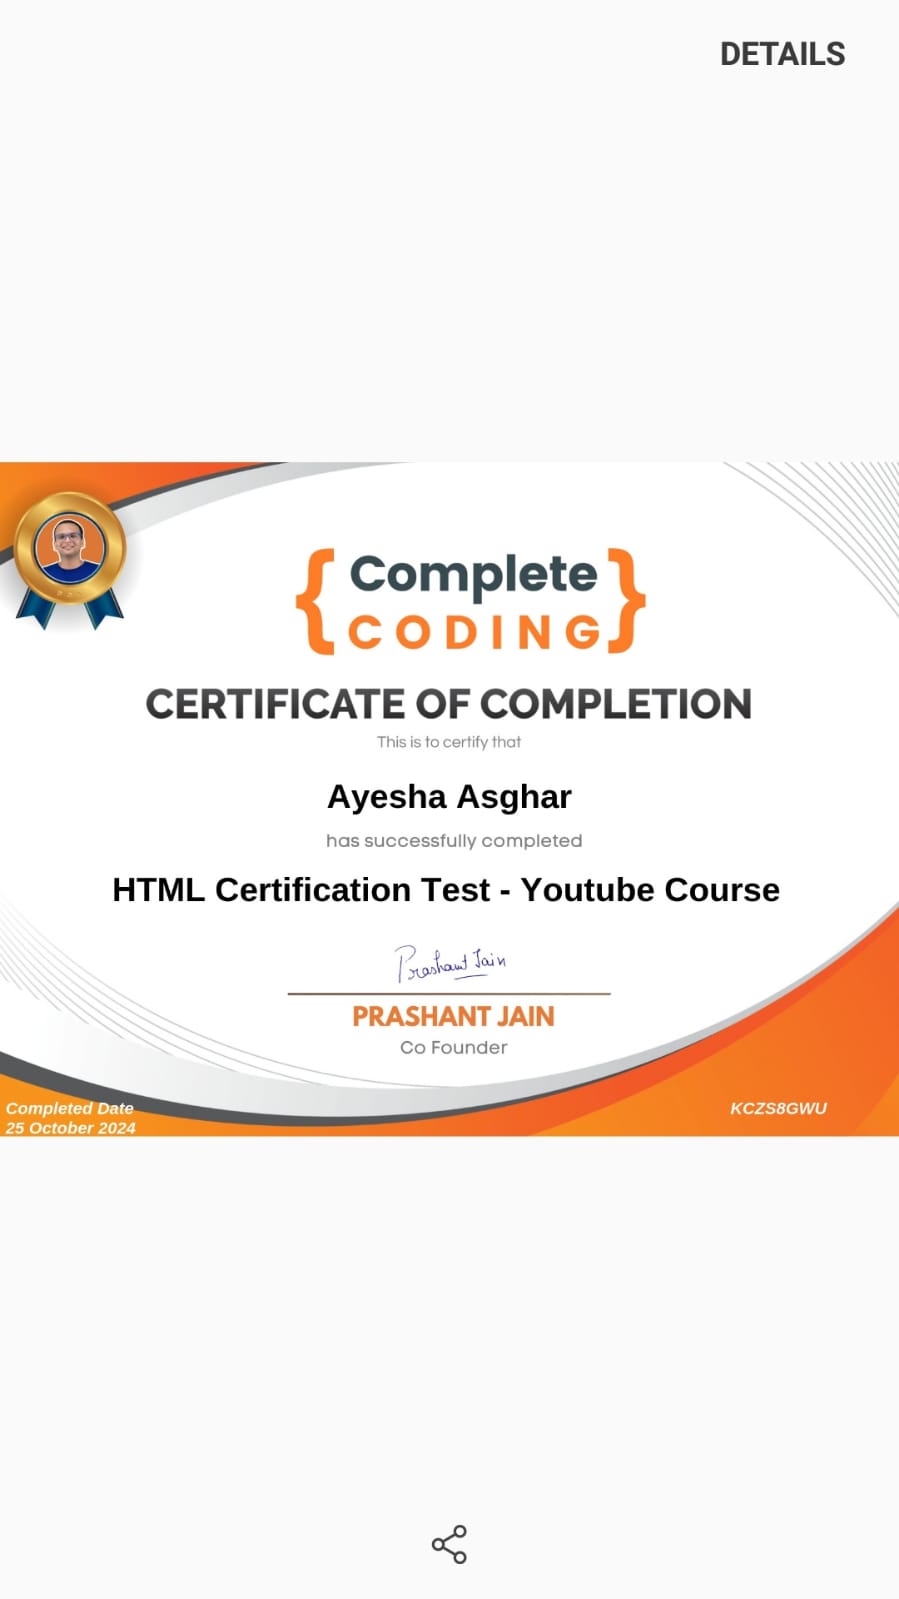 DETAILS
Complete
CODING
CERTIFICATE OF COMPLETION
This is to certify that
Ayesha Asghar
has successfully completed
HTML Certification Test - Youtube Course
Prashant Jain
PRASHANT JAIN
Co Founder
Completed Date
25 October 2024
KCZS8GWU